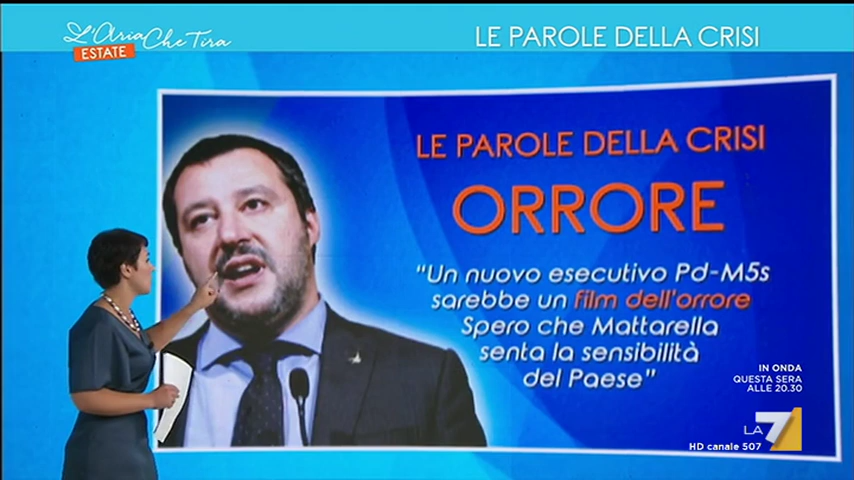 L'Aria Che Tira
ESTATE
LE PAROLE DELLA CRISI
LE PAROLE DELLA CRISI
ORRORE
“Un nuovo esecutivo Pd-M5s
sarebbe un film dell'orrore
Spero che Mattarella
senta la sensibilità
del Paese”
IN ONDA
QUESTA SERA
ALLE 20.30
LA 7
HD canale 507